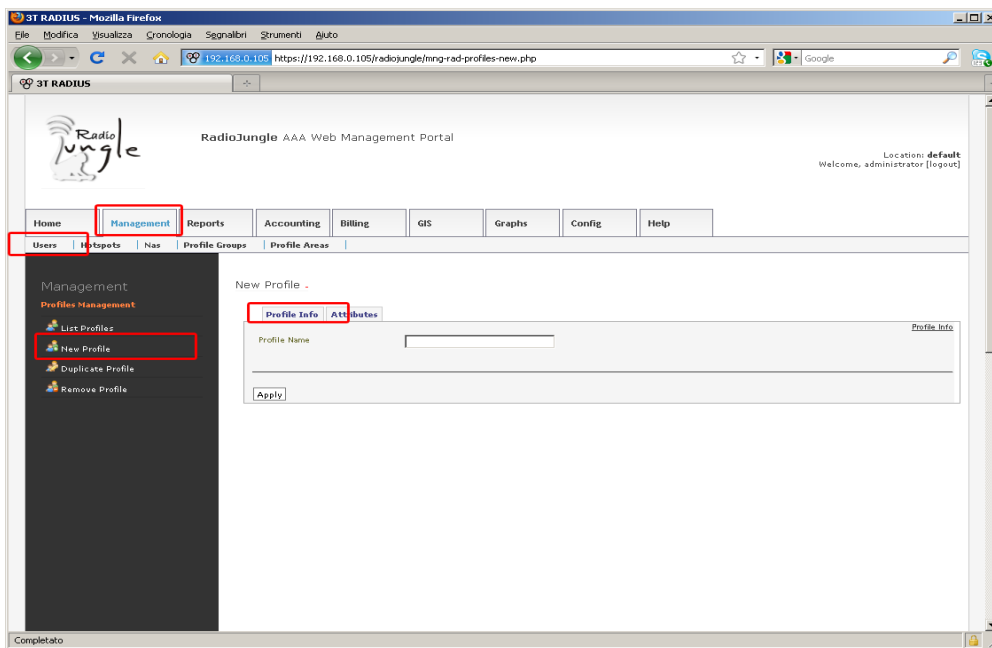 3T RADIUS - Mozilla Firefox
File Modifica Visualizza Cronologia Segnalibri Strumenti Aiuto
192.168.0.105 https://192.168.0.105/radiojungle/mng-rad-profiles-new.php Google
3T RADIUS
Radio
Jungle
RadioJungle AAA Web Management Portal
Location: default
Welcome, administrator [logout]
Home Management Reports Accounting Billing GIS Graphs Config Help
Users | Hotspots | Nas | Profile Groups | Profile Areas |
Management
Profiles Management
List Profiles
New Profile
Duplicate Profile
Remove Profile
New Profile -
Profile Info Attributes
Profile Info
Profile Name
Apply
Completato